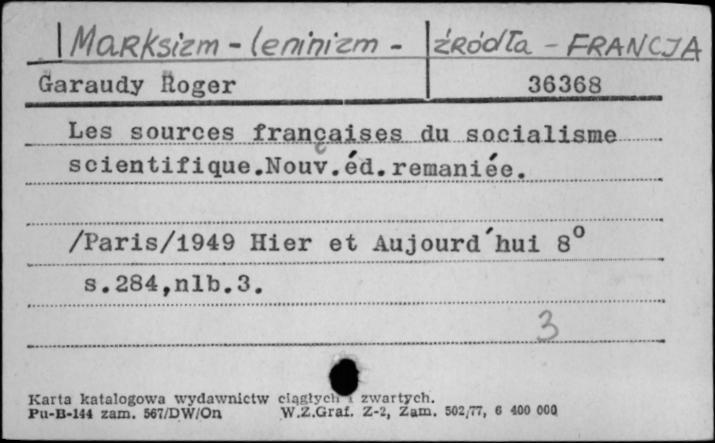 Marksizm - leninizm - źródła - FRANCJA
Garaudy Roger 36368
Les sources françaises du socialisme
scientifique.Nouv.éd.remaniée.
/Paris/1949 Hier et Aujourd´hui 8°
s.284,nlb.3.
3
Karta katalogowa wydawnictw ciągłych i zwartych.
Pu-B-144 zam. 567/DW/On W.Z.Graf. Z-2, Zam. 502/77, 6 400 000